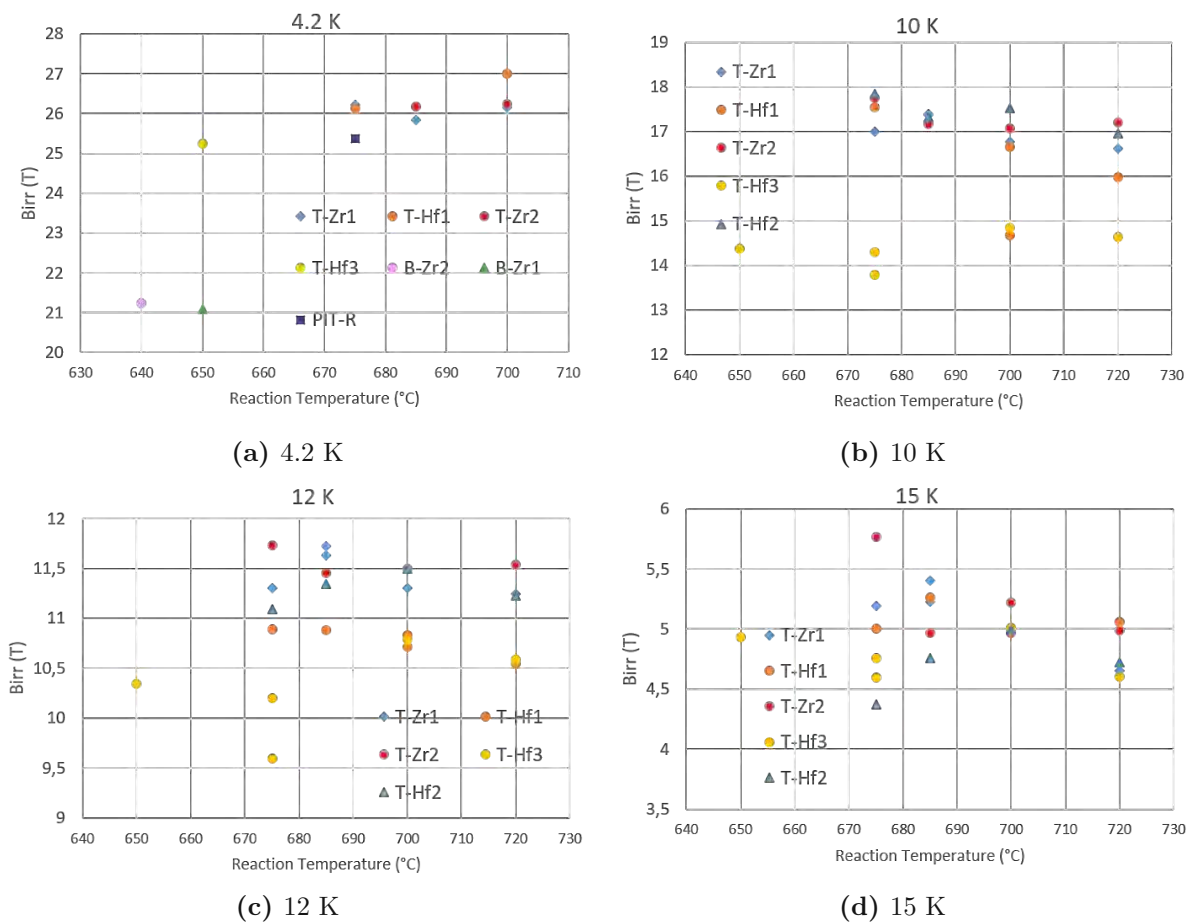 4.2 K
28
27
26
25
24
23
22
21
20
Birr (T)
T-Zr1 T-Hf1 T-Zr2
T-Hf3 B-Zr2 B-Zr1
PIT-R
630 640 650 660 670 680 690 700 710
Reaction Temperature (°C)
(a) 4.2 K
10 K
19
18
17
16
15
14
13
12
Birr (T)
T-Zr1
T-Hf1
T-Zr2
T-Hf3
T-Hf2
640 650 660 670 680 690 700 710 720 730
Reaction Temperature (°C)
(b) 10 K
12 K
12
11,5
11
10,5
10
9,5
9
Birr (T)
T-Zr1 T-Hf1
T-Zr2 T-Hf3
T-Hf2
640 650 660 670 680 690 700 710 720 730
Reaction Temperature (°C)
(c) 12 K
15 K
6
5,5
5
4,5
4
3,5
Birr (T)
T-Zr1
T-Hf1
T-Zr2
T-Hf3
T-Hf2
640 650 660 670 680 690 700 710 720 730
Reaction Temperature (°C)
(d) 15 K